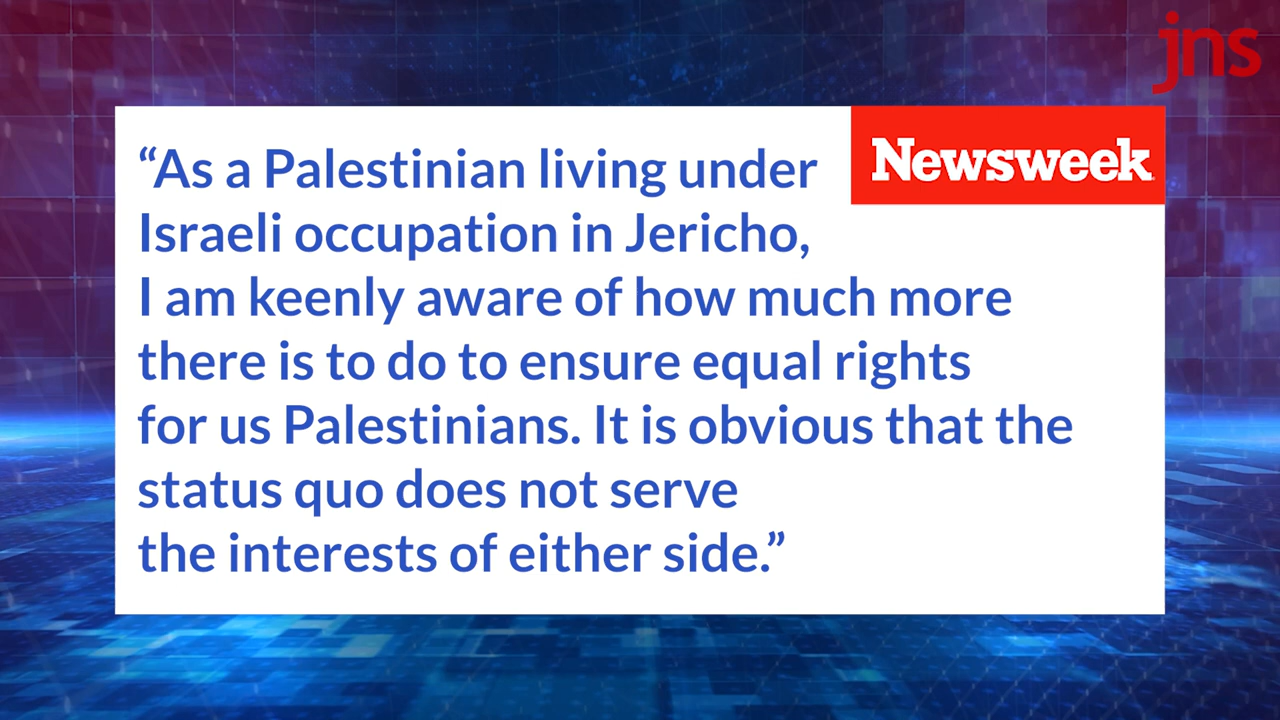 jns
Newsweek
“As a Palestinian living under
Israeli occupation in Jericho,
I am keenly aware of how much more
there is to do to ensure equal rights
for us Palestinians. It is obvious that the
status quo does not serve
the interests of either side.”